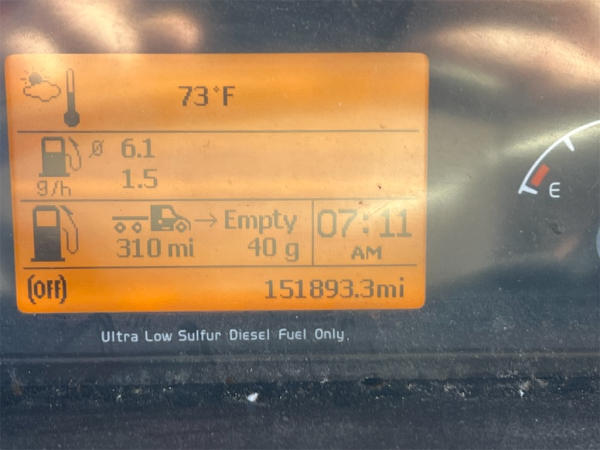 73°F
ø 6.1
g/h 1.5
→ Empty
310 mi 40 g
07:11
AM
(OFF) 151893.3mi
E
Ultra Low Sulfur Diesel Fuel Only.